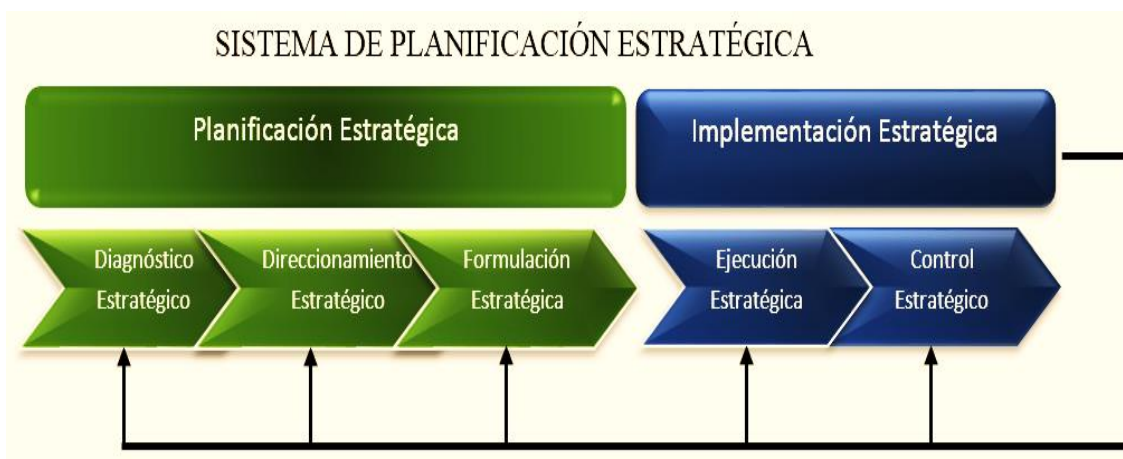 SISTEMA DE PLANIFICACIÓN ESTRATÉGICA
Planificación Estratégica
Implementación Estratégica
Diagnóstico
Estratégico
Direccionamiento
Estratégico
Formulación
Estratégica
Ejecución
Estratégica
Control
Estratégico